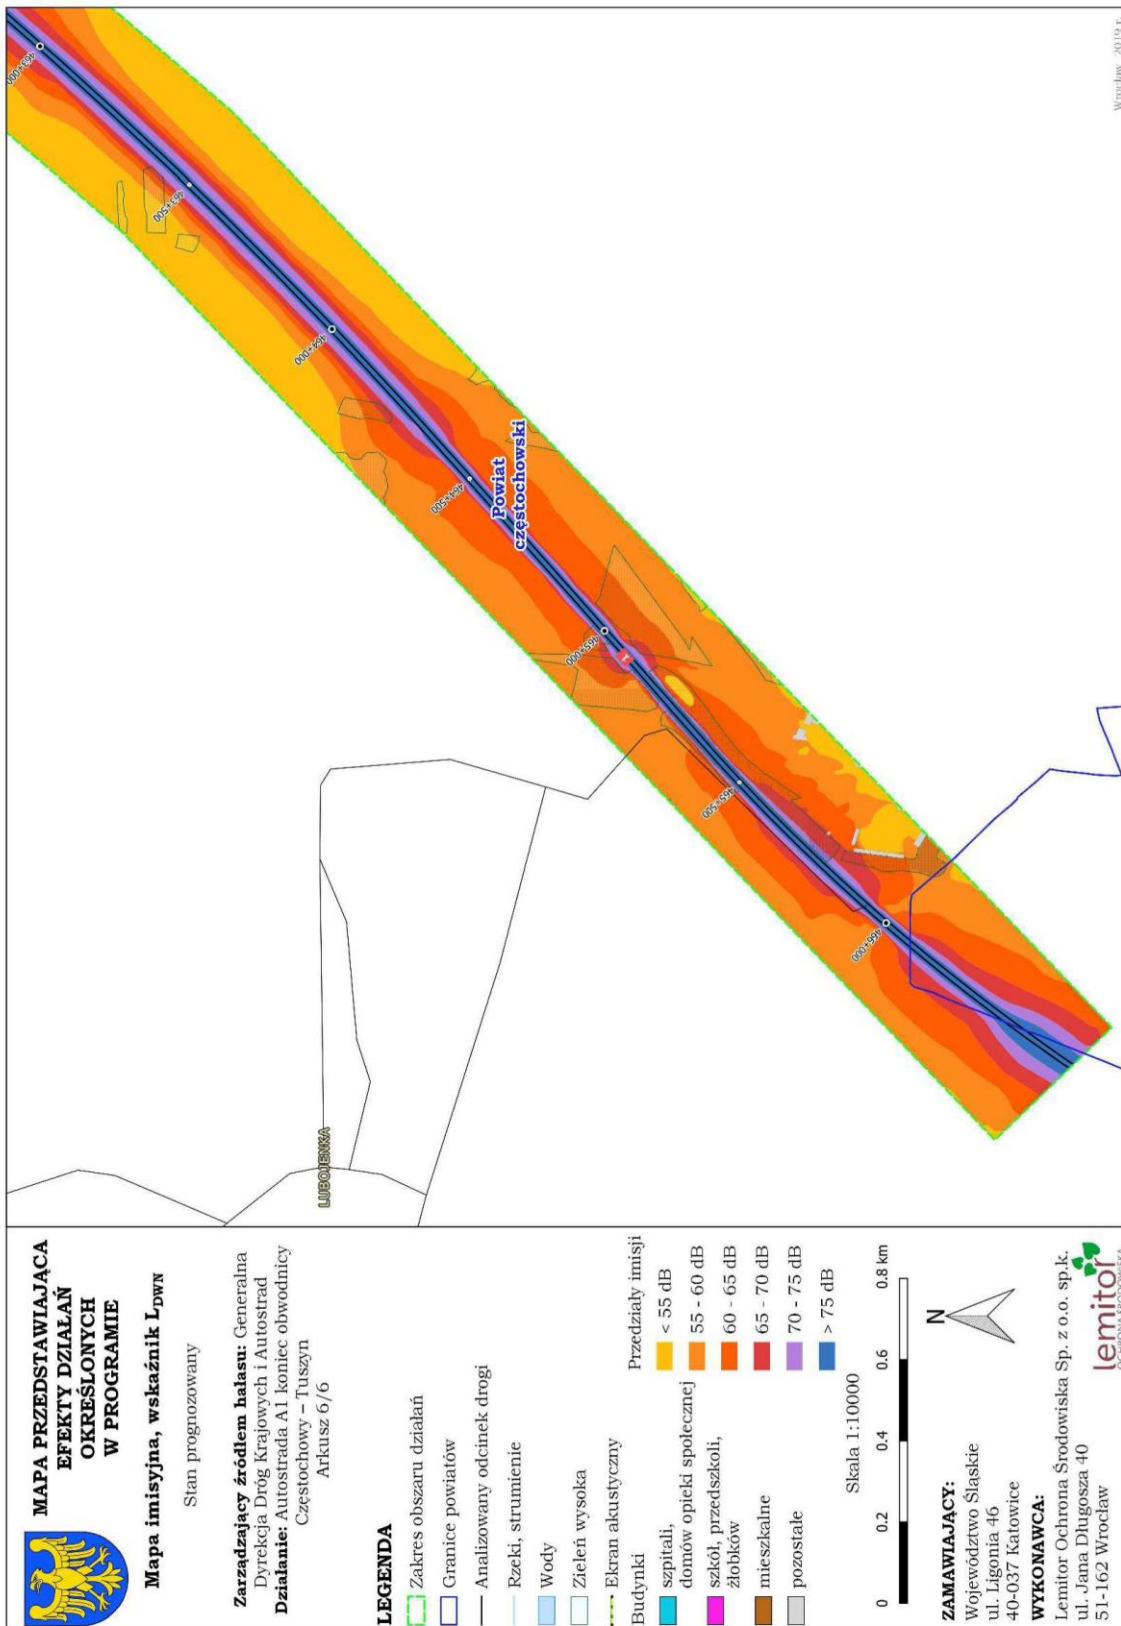 MAPA PRZEDSTAWIAJĄCA
EFEKTY DZIAŁAŃ
OKREŚLONYCH
W PROGRAMIE
Mapa imisyjna, wskaźnik LDWN
Stan prognozowany
Zarządzający źródłem hałasu: Generalna
Dyrekcja Dróg Krajowych i Autostrad
Działanie: Autostrada A1 koniec obwodnicy
Częstochowy – Tuszyn
Arkusz 6/6
LEGENDA
Zakres obszaru działań
Granice powiatów
Analizowany odcinek drogi
Rzeki, strumienie
Wody
Zieleń wysoka
Ekran akustyczny
Budynki
szpitali,
domów opieki społecznej
szkół, przedszkoli,
żłobków
mieszkalne
pozostałe
Przedziały imisji
< 55 dB
55 - 60 dB
60 - 65 dB
65 - 70 dB
70 - 75 dB
> 75 dB
Skala 1:10000
0 0.2 0.4 0.6 0.8 km
N
ZAMAWIAJĄCY:
Województwo Śląskie
ul. Ligonia 46
40-037 Katowice
WYKONAWCA:
Lemitor Ochrona Środowiska Sp. z o.o. sp.k.
ul. Jana Długosza 40
51-162 Wrocław
lemitor
OCHRONA ŚRODOWISKA
LUBOJENKA
463+000
463+500
464+000
464+500
Powiat
częstochowski
465+000
1
465+500
466+000
Wrocław, 2019 r.